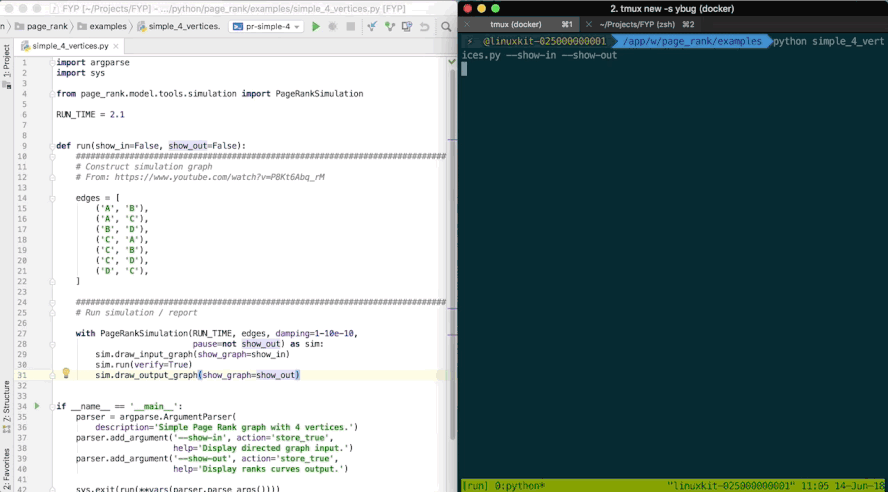 FYP [~/Projects/FYP] - .../python/page_rank/examples/simple_4_vertices.p...
page_rank
examples
simple_4_vertices.py
pr-simple-4
simple_4_vertices.py
1: Project
7: Structure
2: Favorites
1 import argparse
2 import sys
3
4 from page_rank.model.tools.simulation import PageRankSimulation
5
6 RUN_TIME = 2.1
7
8
9 def run(show_in=False, show_out=False):
10 ##############################################################################
11 # Construct simulation graph
12 # From: https://www.youtube.com/watch?v=P8Kt6Abq_rM
13
14 edges = [
15 ('A', 'B'),
16 ('A', 'C'),
17 ('B', 'D'),
18 ('C', 'A'),
19 ('C', 'B'),
20 ('C', 'D'),
21 ('D', 'C'),
22 ]
23
24 ##############################################################################
25 # Run simulation / report
26
27 with PageRankSimulation(RUN_TIME, edges, damping=1-10e-10,
28 pause=not show_out) as sim:
29 sim.draw_input_graph(show_graph=show_in)
30 sim.run(verify=True)
31 sim.draw_output_graph(show_graph=show_out)
32
33
34 if __name__ == '__main__':
35 parser = argparse.ArgumentParser(
36 description='Simple Page Rank graph with 4 vertices.')
37 parser.add_argument('--show-in', action='store_true',
38 help='Display directed graph input.')
39 parser.add_argument('--show-out', action='store_true',
40 help='Display ranks curves output.')
41
42 sys.exit(run(**vars(parser.parse_args())))
2. tmux new -s ybug (docker)
tmux (docker) ⌘1 ~/Projects/FYP (zsh) ⌘2
⚡ @linuxkit-025000000001 /app/w/page_rank/examples python simple_4_vert
ices.py --show-in --show-out
[run] 0:python* "linuxkit-025000000001" 11:05 14-Jun-18